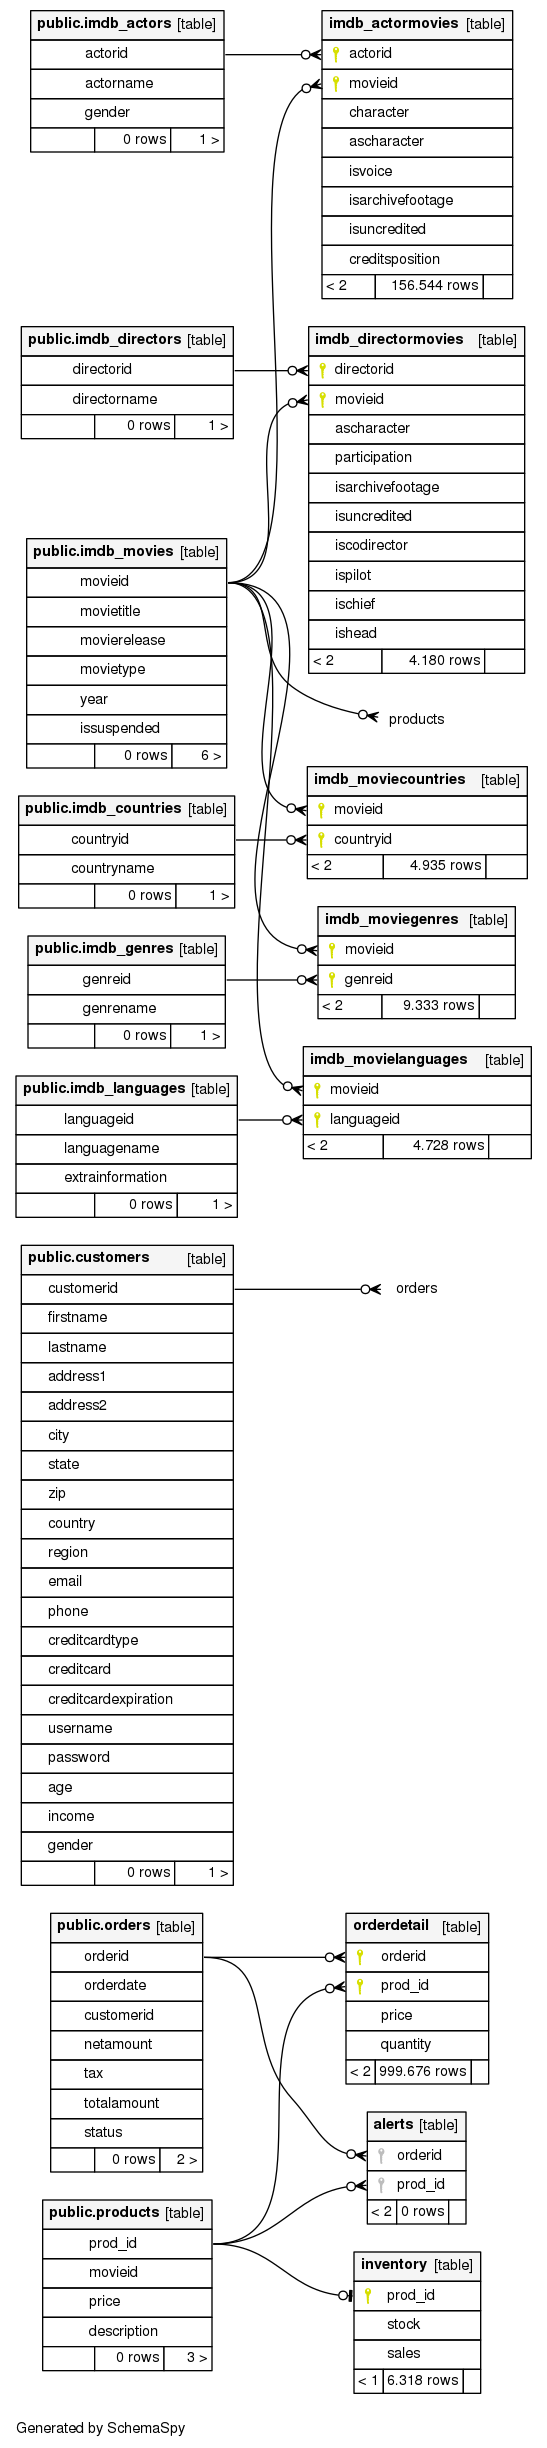 public.imdb_actors [table]
actorid
actorname
gender
0 rows 1 >
imdb_actormovies [table]
actorid
movieid
character
ascharacter
isvoice
isarchivefootage
isuncredited
creditsposition
< 2 156.544 rows
public.imdb_directors [table]
directorid
directorname
0 rows 1 >
imdb_directormovies [table]
directorid
movieid
ascharacter
participation
isarchivefootage
isuncredited
iscodirector
ispilot
ischief
ishead
< 2 4.180 rows
public.imdb_movies [table]
movieid
movietitle
movierelease
movietype
year
issuspended
0 rows 6 >
products
imdb_moviecountries [table]
movieid
countryid
< 2 4.935 rows
public.imdb_countries [table]
countryid
countryname
0 rows 1 >
imdb_moviegenres [table]
movieid
genreid
< 2 9.333 rows
public.imdb_genres [table]
genreid
genrename
0 rows 1 >
imdb_movielanguages [table]
movieid
languageid
< 2 4.728 rows
public.imdb_languages [table]
languageid
languagename
extrainformation
0 rows 1 >
public.customers [table]
customerid
firstname
lastname
address1
address2
city
state
zip
country
region
email
phone
creditcardtype
creditcard
creditcardexpiration
username
password
age
income
gender
0 rows 1 >
orders
public.orders [table]
orderid
orderdate
customerid
netamount
tax
totalamount
status
0 rows 2 >
orderdetail [table]
orderid
prod_id
price
quantity
< 2 999.676 rows
alerts [table]
orderid
prod_id
< 2 0 rows
public.products [table]
prod_id
movieid
price
description
0 rows 3 >
inventory [table]
prod_id
stock
sales
< 1 6.318 rows
Generated by SchemaSpy